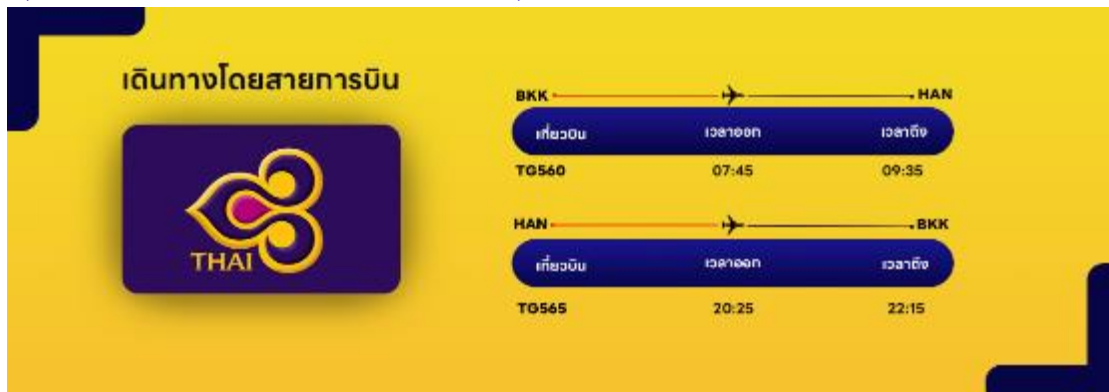 เดินทางโดยสายการบิน
THAI
BKK HAN
เที่ยวบิน เวลาออก เวลาถึง
TG560 07:45 09:35
HAN BKK
เที่ยวบิน เวลาออก เวลาถึง
TG565 20:25 22:15